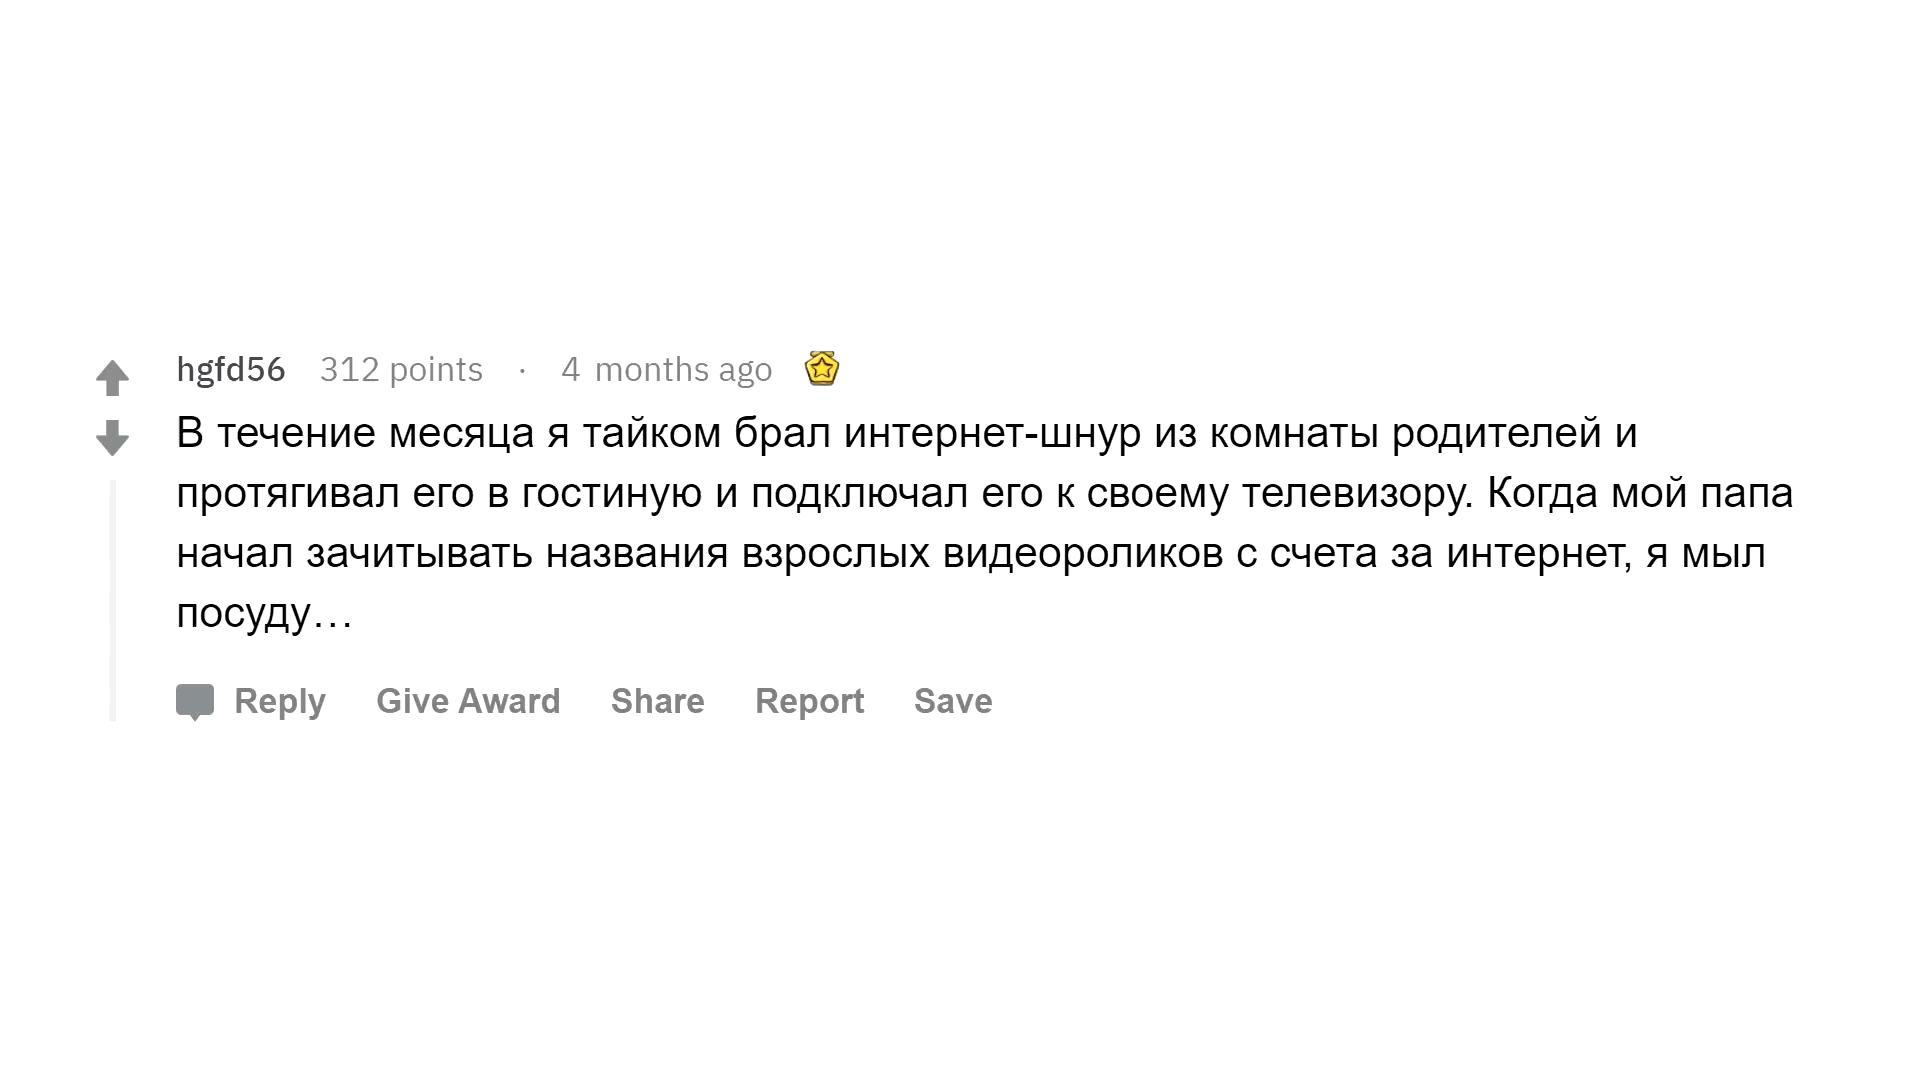 hgfd56 312 points · 4 months ago
В течение месяца я тайком брал интернет-шнур из комнаты родителей и
протягивал его в гостиную и подключал его к своему телевизору. Когда мой папа
начал зачитывать названия взрослых видеороликов с счета за интернет, я мыл
посуду…
Reply Give Award Share Report Save